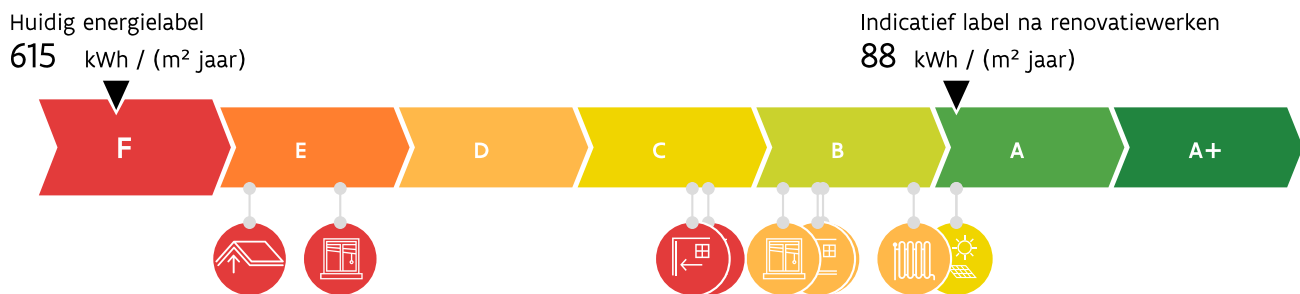 Huidig energielabel
615 kWh / (m² jaar)
Indicatief label na renovatiewerken
88 kWh / (m² jaar)
F E D C B A A+